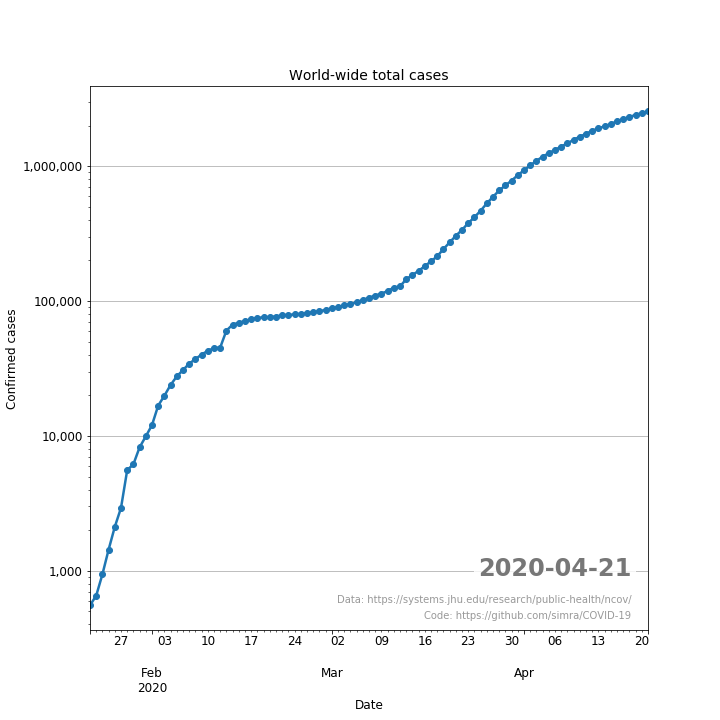 World-wide total cases
Confirmed cases
1,000,000
100,000
10,000
1,000
2020-04-21
Data: https://systems.jhu.edu/research/public-health/ncov/
Code: https://github.com/simra/COVID-19
27 03 10 17 24 02 09 16 23 30 06 13 20
Feb Mar Apr
2020
Date